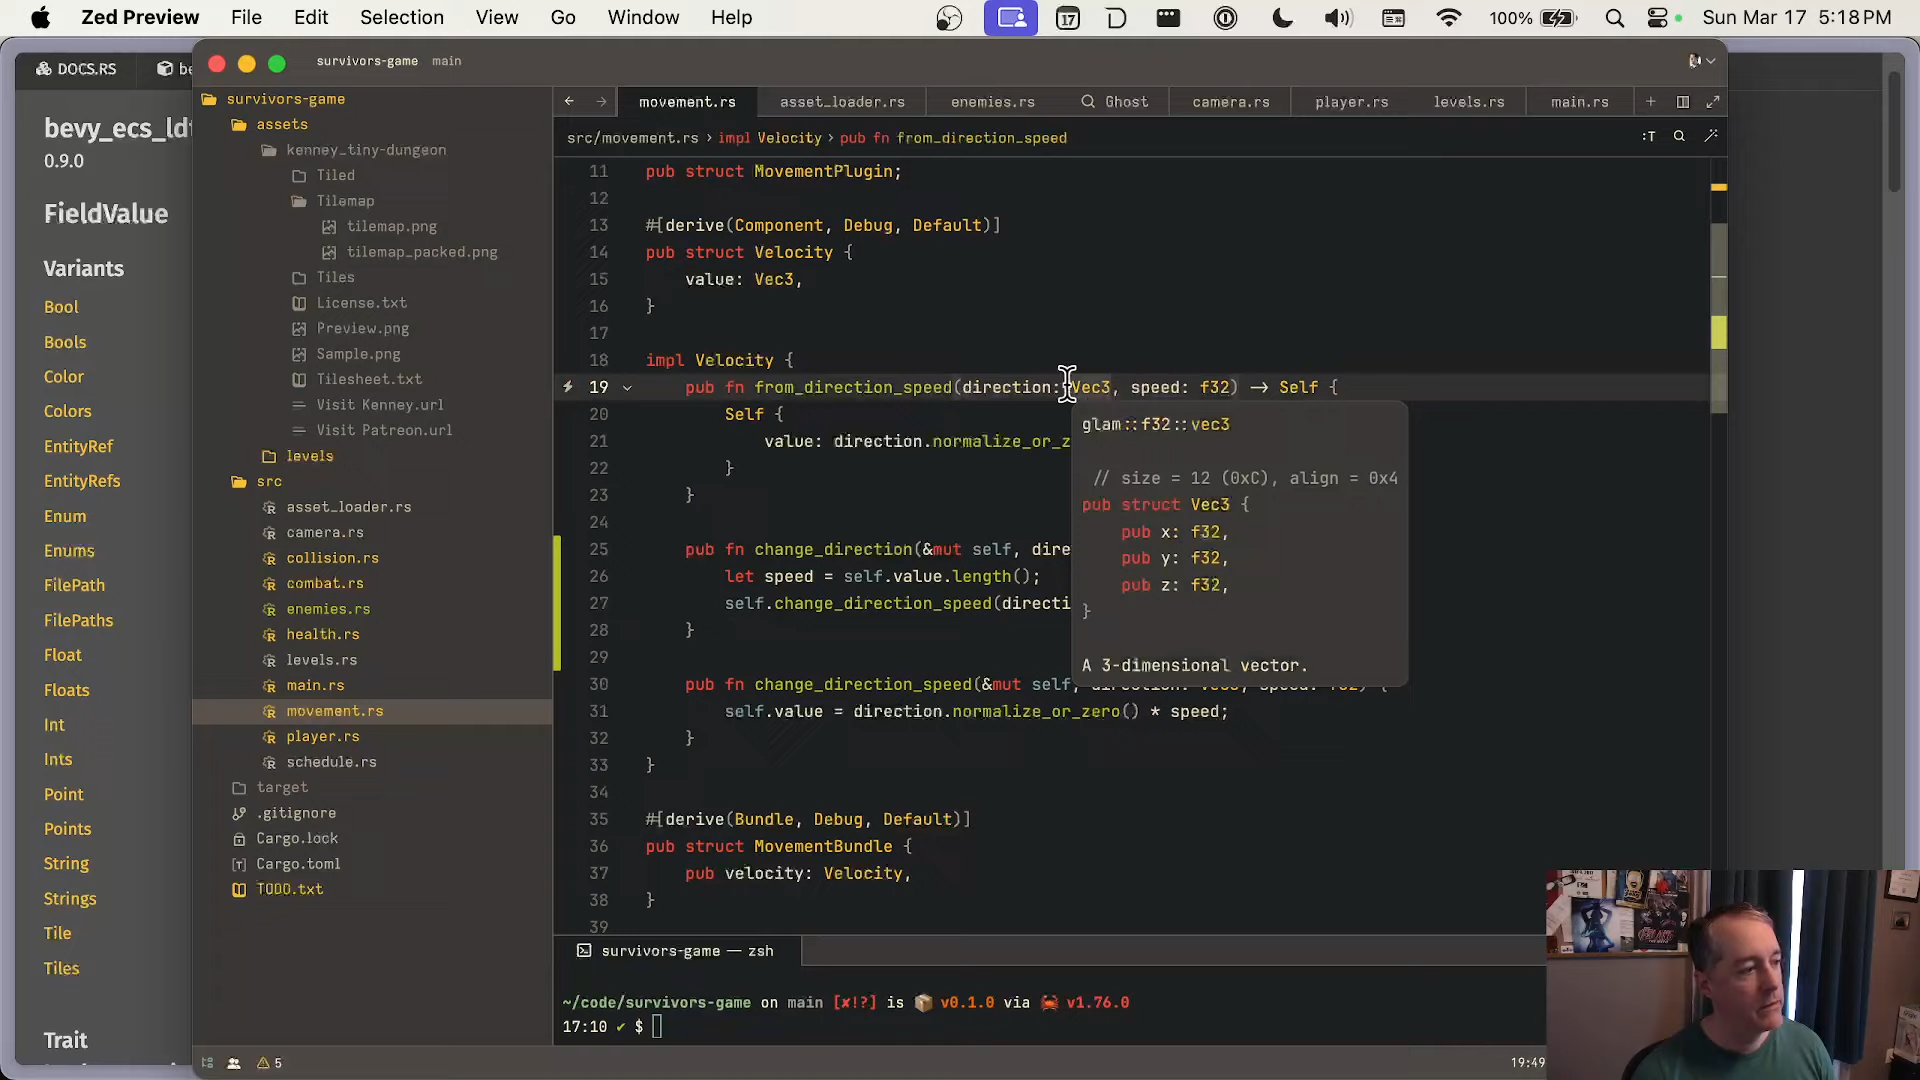 Zed Preview File Edit Selection View Go Window Help 17 100% Sun Mar 17 5:18 PM
DOCS.RS be
bevy_ecs_ldt
0.9.0
FieldValue
Variants
Bool
Bools
Color
Colors
EntityRef
EntityRefs
Enum
Enums
FilePath
FilePaths
Float
Floats
Int
Ints
Point
Points
String
Strings
Tile
Tiles
Trait
survivors-game main
survivors-game
assets
kenney_tiny-dungeon
Tiled
Tilemap
tilemap.png
tilemap_packed.png
Tiles
License.txt
Preview.png
Sample.png
Tilesheet.txt
Visit Kenney.url
Visit Patreon.url
levels
src
asset_loader.rs
camera.rs
collision.rs
combat.rs
enemies.rs
health.rs
levels.rs
main.rs
movement.rs
player.rs
schedule.rs
target
.gitignore
Cargo.lock
Cargo.toml
TODO.txt
5
movement.rs asset_loader.rs enemies.rs Ghost camera.rs player.rs levels.rs main.rs
src/movement.rs › impl Velocity › pub fn from_direction_speed
11 pub struct MovementPlugin;
12
13 #[derive(Component, Debug, Default)]
14 pub struct Velocity {
15 value: Vec3,
16 }
17
18 impl Velocity {
19 pub fn from_direction_speed(direction: Vec3, speed: f32) → Self {
20 Self {
21 value: direction.normalize_or_z
22 }
23 }
24
25 pub fn change_direction(&mut self, dire
26 let speed = self.value.length();
27 self.change_direction_speed(directi
28 }
29
30 pub fn change_direction_speed(&mut self, direction: Vec3, speed: f32) {
31 self.value = direction.normalize_or_zero() * speed;
32 }
33 }
34
35 #[derive(Bundle, Debug, Default)]
36 pub struct MovementBundle {
37 pub velocity: Velocity,
38 }
39
glam::f32::vec3
// size = 12 (0xC), align = 0x4
pub struct Vec3 {
pub x: f32,
pub y: f32,
pub z: f32,
}
A 3-dimensional vector.
survivors-game — zsh
~/code/survivors-game on main [✘!?] is 📦 v0.1.0 via 🦀 v1.76.0
17:10 ✔ $
19:49